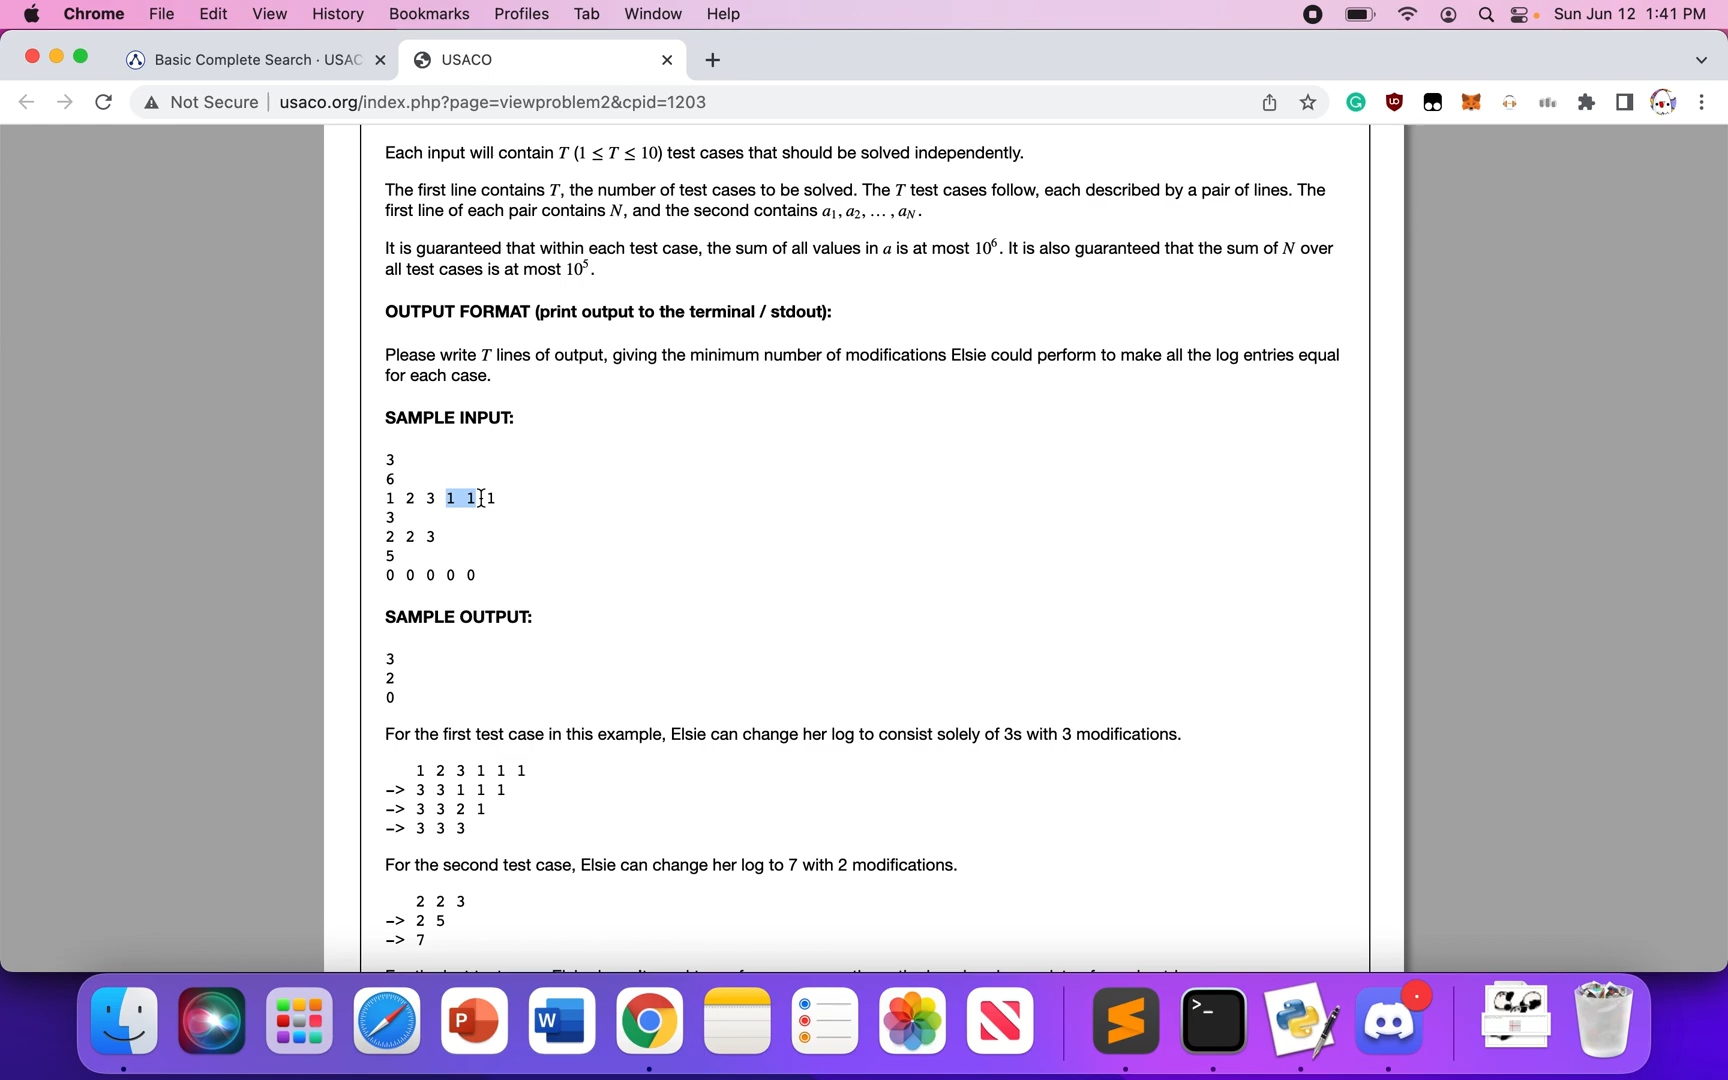 Chrome File Edit View History Bookmarks Profiles Tab Window Help Sun Jun 12 1:41 PM
Basic Complete Search · USAC
USACO
Not Secure usaco.org/index.php?page=viewproblem2&cpid=1203
Each input will contain T (1 ≤ T ≤ 10) test cases that should be solved independently.
The first line contains T, the number of test cases to be solved. The T test cases follow, each described by a pair of lines. The
first line of each pair contains N, and the second contains a₁, a₂, … , a_N.
It is guaranteed that within each test case, the sum of all values in a is at most 10⁶. It is also guaranteed that the sum of N over
all test cases is at most 10⁵.
OUTPUT FORMAT (print output to the terminal / stdout):
Please write T lines of output, giving the minimum number of modifications Elsie could perform to make all the log entries equal
for each case.
SAMPLE INPUT:
3
6
1 2 3 1 1 1
3
2 2 3
5
0 0 0 0 0
SAMPLE OUTPUT:
3
2
0
For the first test case in this example, Elsie can change her log to consist solely of 3s with 3 modifications.
1 2 3 1 1 1
-> 3 3 1 1 1
-> 3 3 2 1
-> 3 3 3
For the second test case, Elsie can change her log to 7 with 2 modifications.
2 2 3
-> 2 5
-> 7
P
W
>_